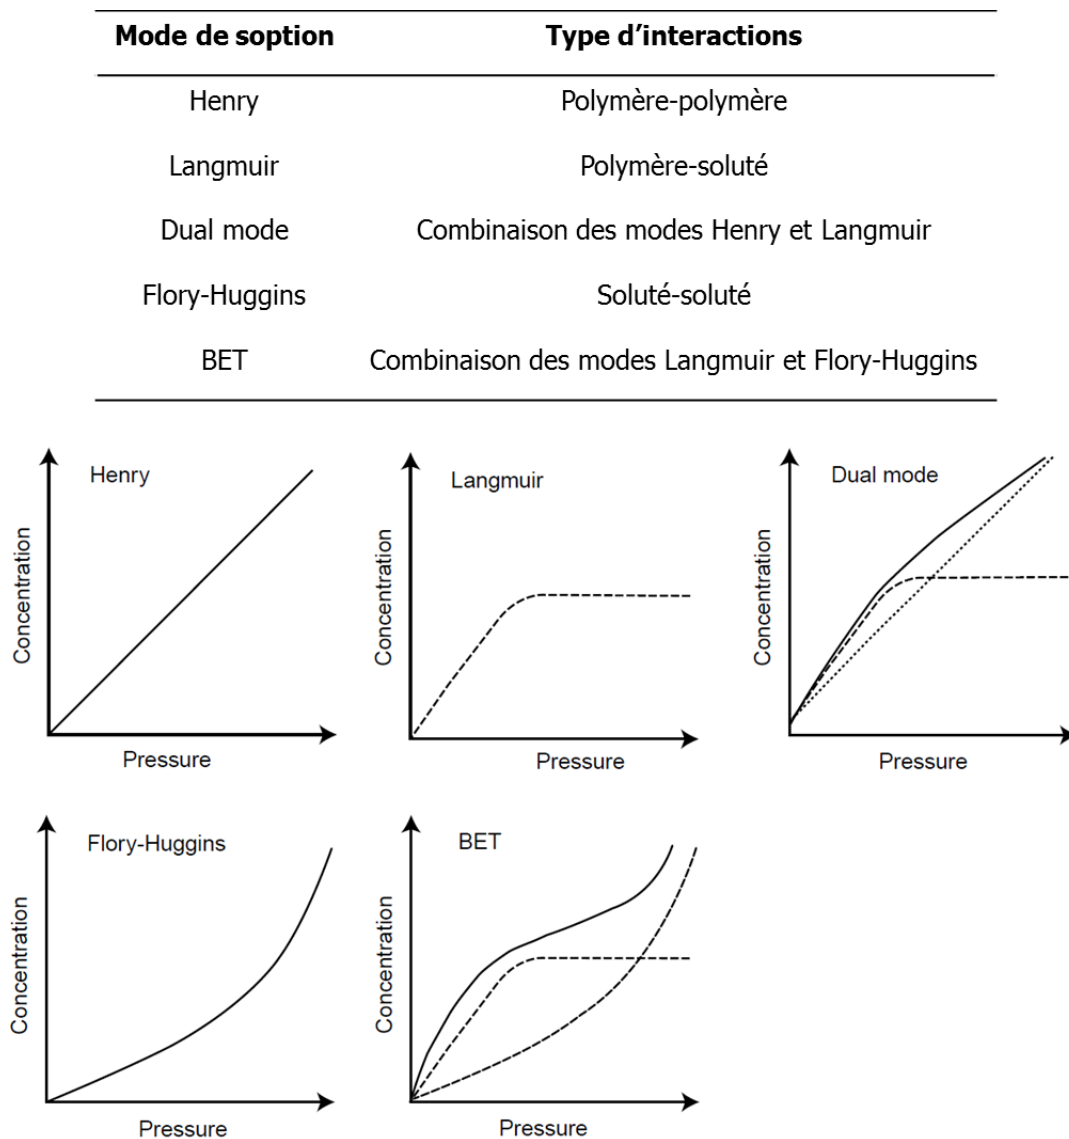 Mode de soption Type d'interactions
Henry Polymère-polymère
Langmuir Polymère-soluté
Dual mode Combinaison des modes Henry et Langmuir
Flory-Huggins Soluté-soluté
BET Combinaison des modes Langmuir et Flory-Huggins
Henry
Concentration
Pressure
Langmuir
Concentration
Pressure
Dual mode
Concentration
Pressure
Flory-Huggins
Concentration
Pressure
BET
Concentration
Pressure